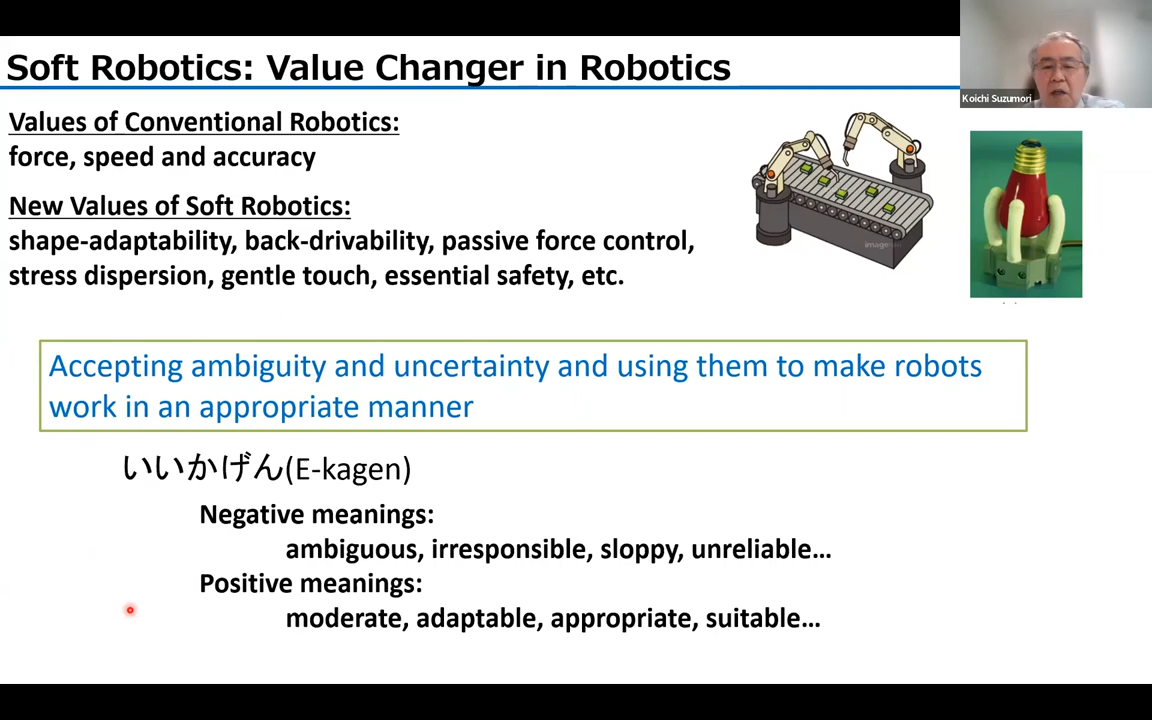 Soft Robotics: Value Changer in Robotics
Koichi Suzumori
Values of Conventional Robotics:
force, speed and accuracy
New Values of Soft Robotics:
shape-adaptability, back-drivability, passive force control,
stress dispersion, gentle touch, essential safety, etc.
Accepting ambiguity and uncertainty and using them to make robots
work in an appropriate manner
いいかげん(E-kagen)
Negative meanings:
ambiguous, irresponsible, sloppy, unreliable...
Positive meanings:
moderate, adaptable, appropriate, suitable...